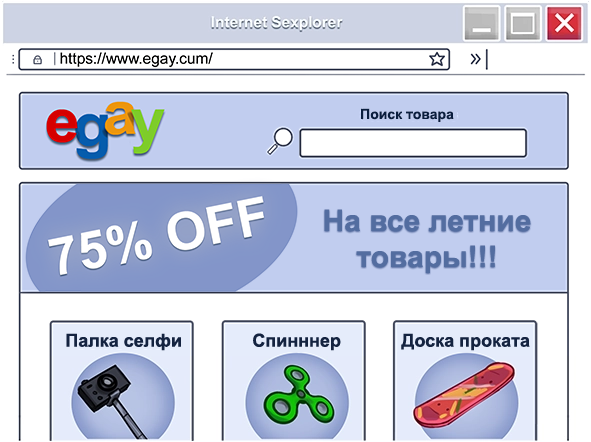 Internet Sexplorer
https://www.egay.cum/
egay
Поиск товара
75% OFF
На все летние
товары!!!
Палка селфи
Спинннер
Доска проката